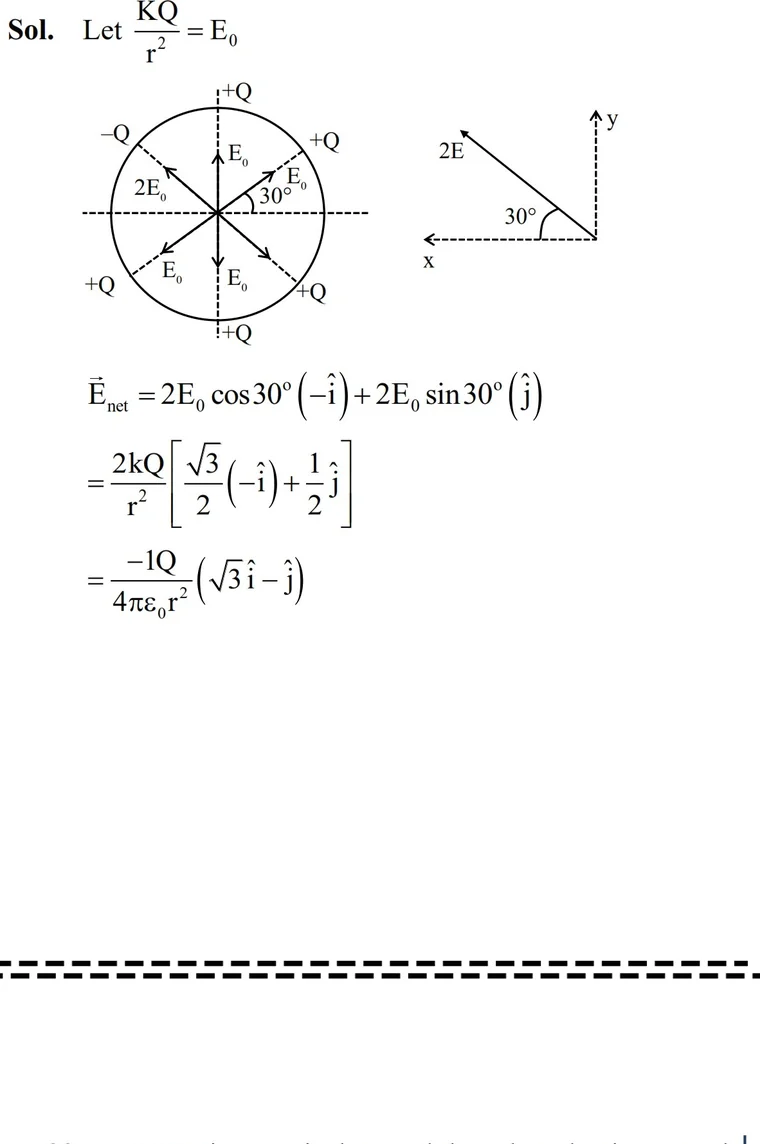 Sol. Let KQ/r² = E₀
+Q
–Q
+Q
E₀
2E₀
E₀
30°
E₀
E₀
+Q
+Q
+Q
y
2E
30°
x
E⃗net = 2E₀ cos30° (−î) + 2E₀ sin30° (ĵ)
= 2kQ/r² [√3/2 (−î) + 1/2 ĵ]
= −1Q/4πε₀r² (√3 î − ĵ)